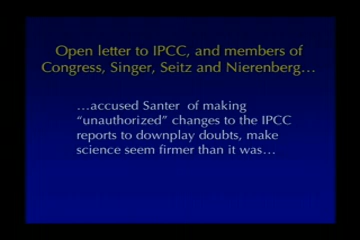 Open letter to IPCC, and members of
Congress, Singer, Seitz and Nierenberg…
…accused Santer of making
“unauthorized” changes to the IPCC
reports to downplay doubts, make
science seem firmer than it was…